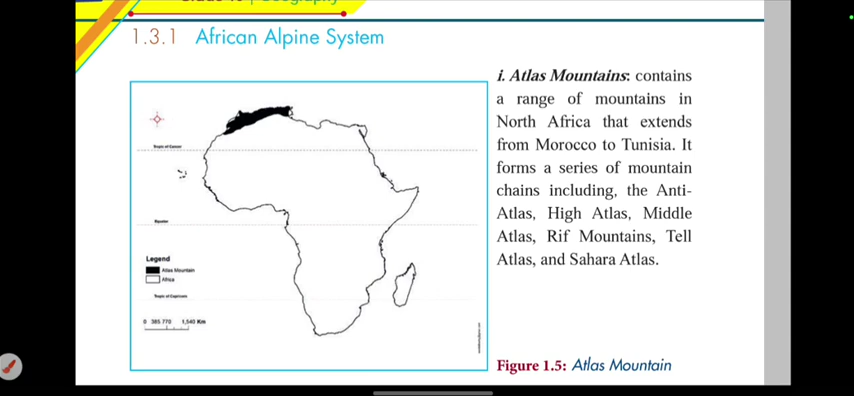 1.3.1 African Alpine System
i. Atlas Mountains: contains
a range of mountains in
North Africa that extends
from Morocco to Tunisia. It
forms a series of mountain
chains including, the Anti-
Atlas, High Atlas, Middle
Atlas, Rif Mountains, Tell
Atlas, and Sahara Atlas.
Tropic of Cancer
Equator
Legend
Atlas Mountain
Africa
Tropic of Capricorn
0 385 770 1,540 Km
Figure 1.5: Atlas Mountain